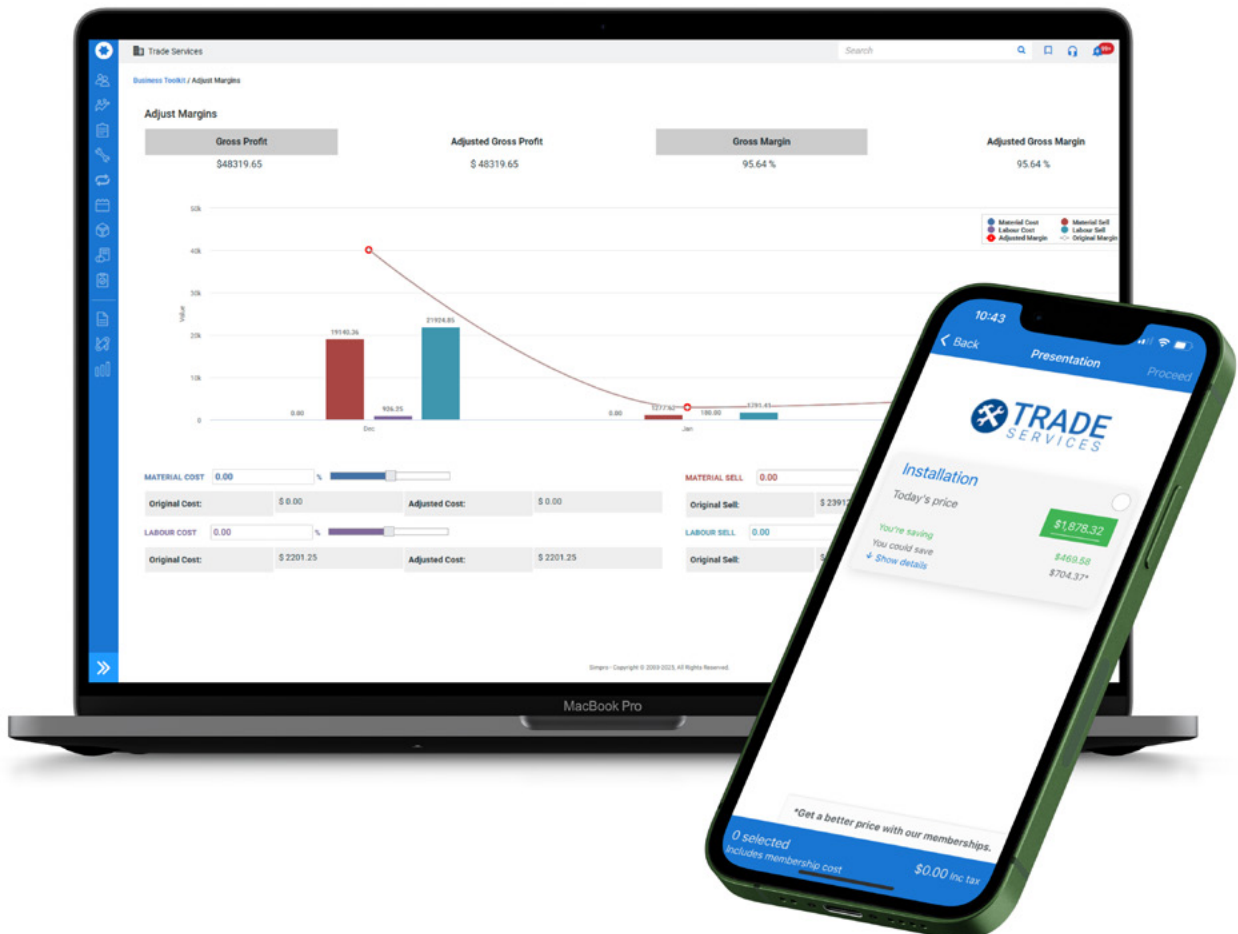 Trade Services
Search
99+
Business Toolkit / Adjust Margins
Adjust Margins
Gross Profit
Adjusted Gross Profit
Gross Margin
Adjusted Gross Margin
$48319.65
$ 48319.65
95.64 %
95.64 %
50k
40k
30k
20k
10k
0
Value
Material Cost
Material Sell
Labour Cost
Labour Sell
Adjusted Margin
Original Margin
0.00
19140.36
906.25
21924.85
Dec
0.00
180.00
Jan
MATERIAL COST 0.00 %
MATERIAL SELL 0.00
Original Cost: $ 0.00 Adjusted Cost: $ 0.00
Original Sell:
LABOUR COST 0.00 %
LABOUR SELL 0.00
Original Cost: $ 2201.25 Adjusted Cost: $ 2201.25
Original Sell:
MacBook Pro
10:43
Back
Presentation
Proceed
TRADE
SERVICES
Installation
Today's price
$1,878.32
You're saving
$469.58
You could save
$704.37*
Show details
*Get a better price with our memberships.
0 selected
Includes membership cost
$0.00 Inc tax